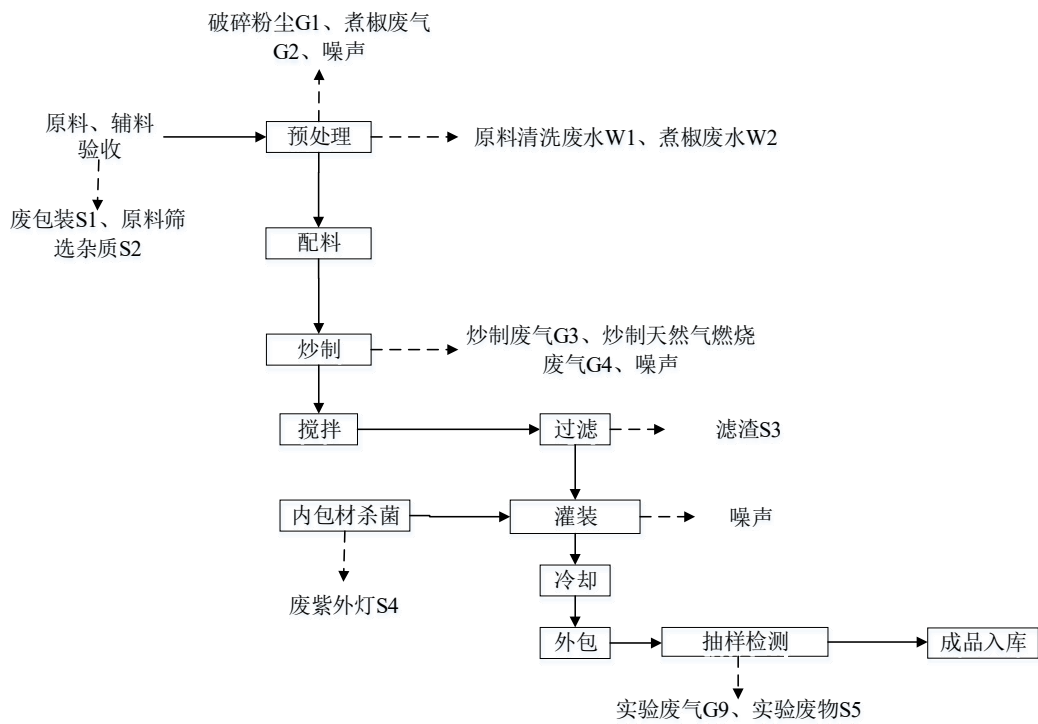 破碎粉尘G1、煮椒废气
G2、噪声
原料、辅料
验收
预处理
原料清洗废水W1、煮椒废水W2
废包装S1、原料筛
选杂质S2
配料
炒制
炒制废气G3、炒制天然气燃烧
废气G4、噪声
搅拌
过滤
滤渣S3
内包材杀菌
灌装
噪声
冷却
废紫外灯S4
外包
抽样检测
成品入库
实验废气G9、实验废物S5